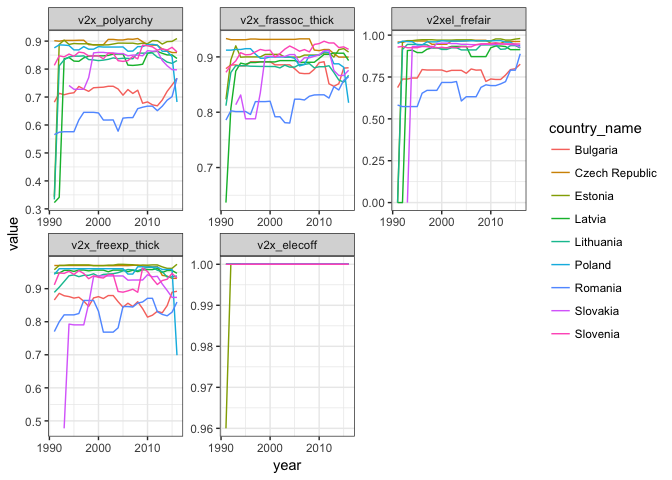 v2x_polyarchy
v2x_frassoc_thick
v2xel_frefair
0.9
0.8
0.7
0.6
0.5
0.4
0.3
1990
2000
2010
0.9
0.8
0.7
1990
2000
2010
1.00
0.75
0.50
0.25
0.00
1990
2000
2010
v2x_freexp_thick
v2x_elecoff
0.9
0.8
0.7
0.6
0.5
1990
2000
2010
1.00
0.99
0.98
0.97
0.96
1990
2000
2010
value
year
country_name
Bulgaria
Czech Republic
Estonia
Latvia
Lithuania
Poland
Romania
Slovakia
Slovenia